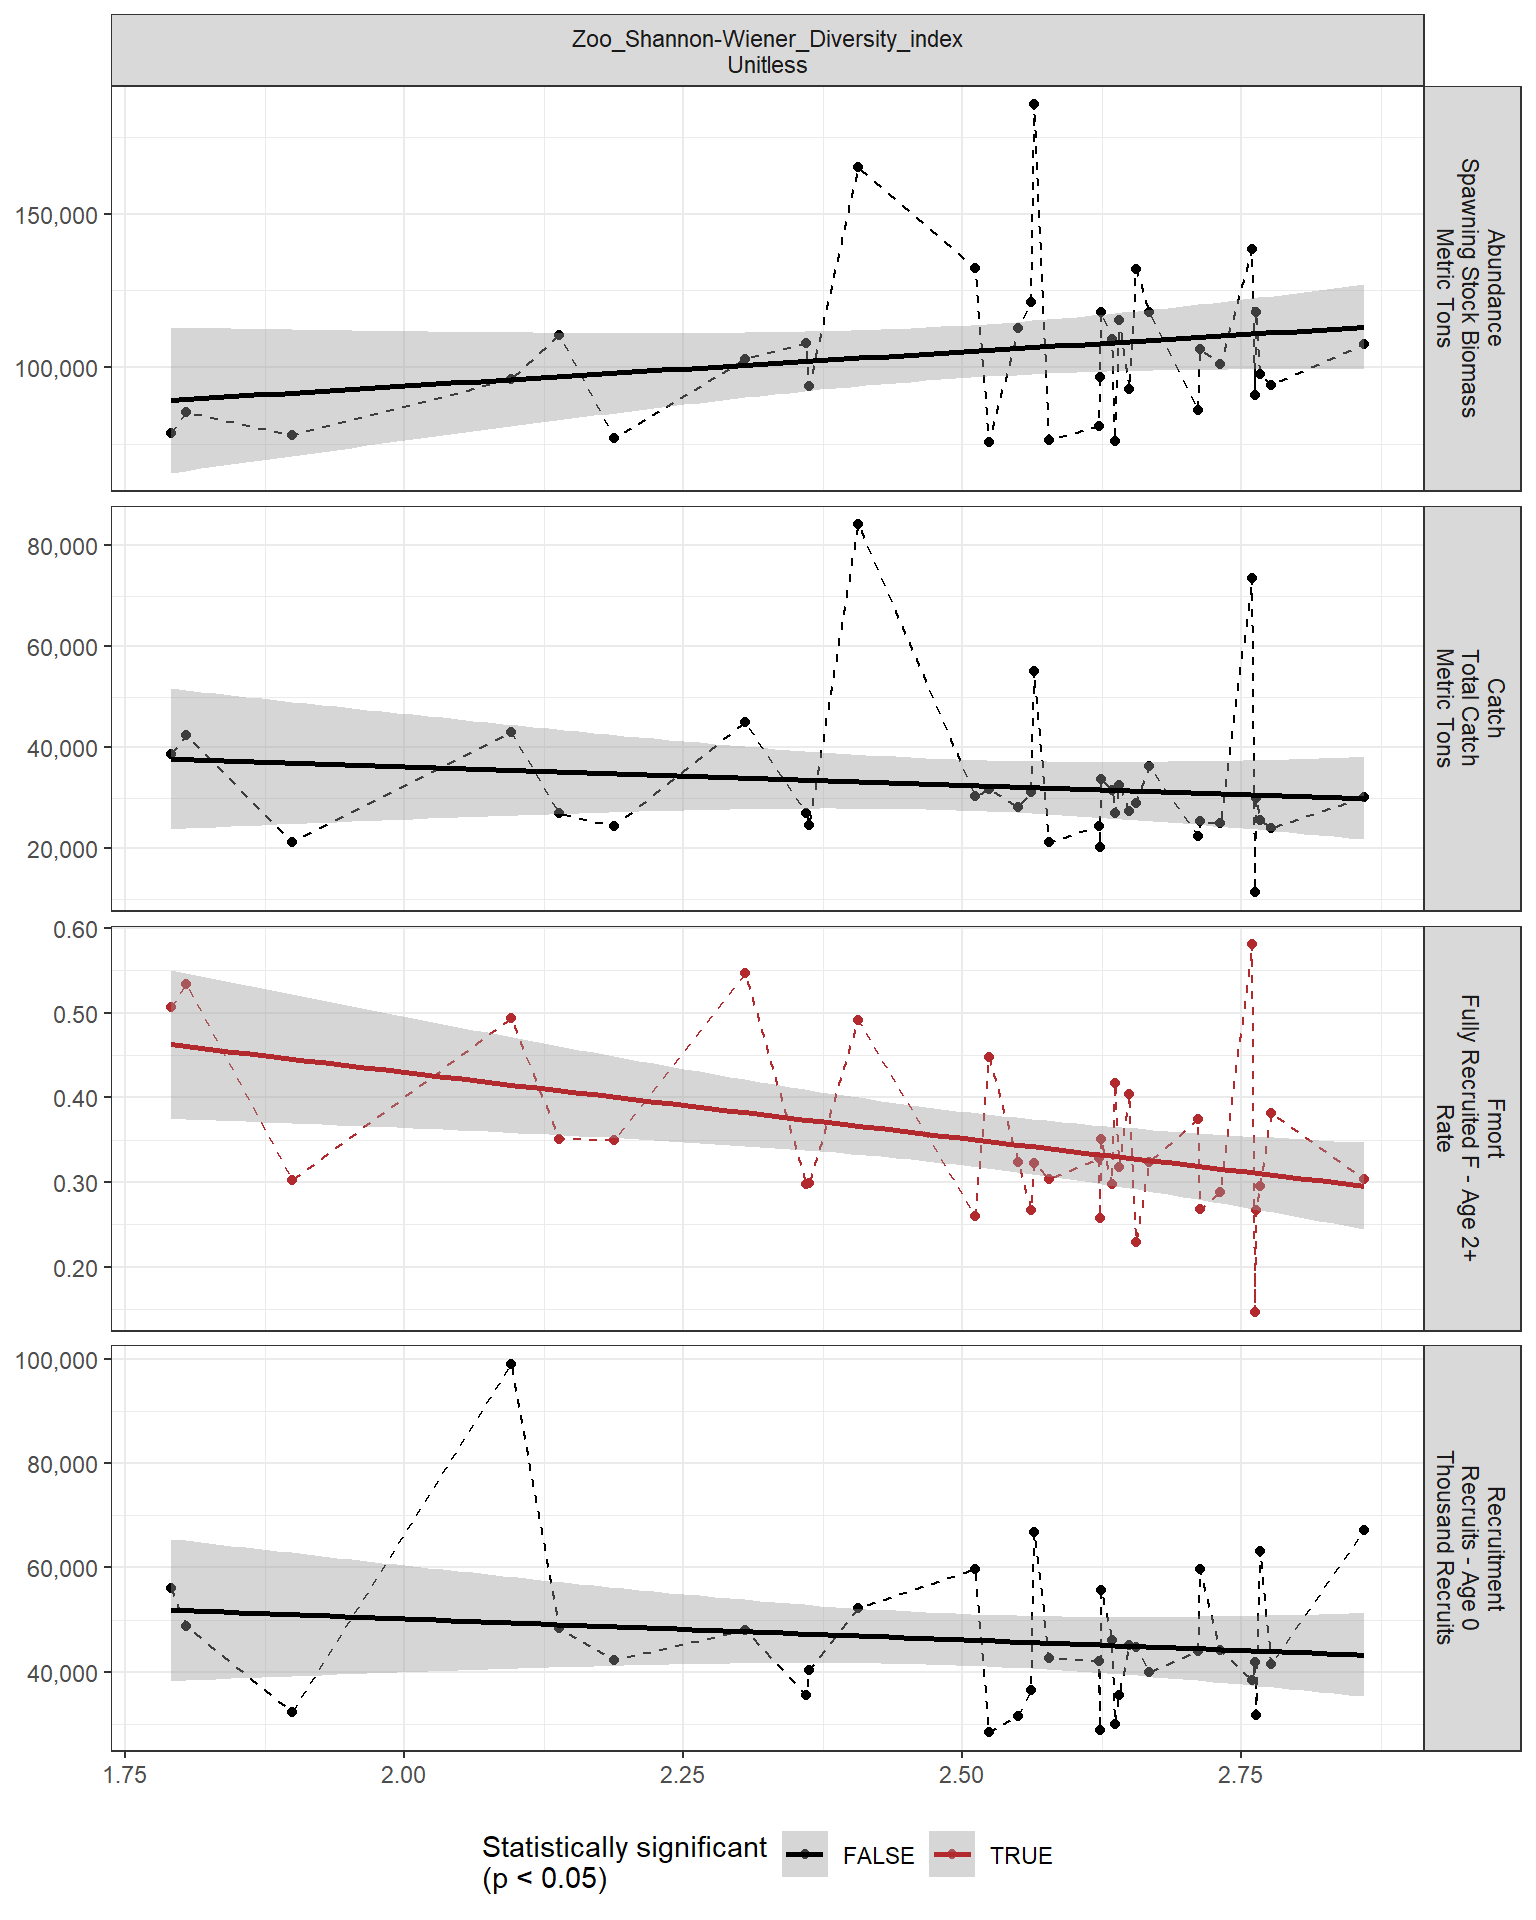 Zoo_Shannon-Wiener_Diversity_index
Unitless
150,000
100,000
Abundance
Spawning Stock Biomass
Metric Tons
80,000
60,000
40,000
20,000
Catch
Total Catch
Metric Tons
0.60
0.50
0.40
0.30
0.20
Fmort
Fully Recruited F - Age 2+
Rate
100,000
80,000
60,000
40,000
Recruitment
Recruits - Age 0
Thousand Recruits
1.75 2.00 2.25 2.50 2.75
Statistically significant
(p < 0.05)
FALSE
TRUE